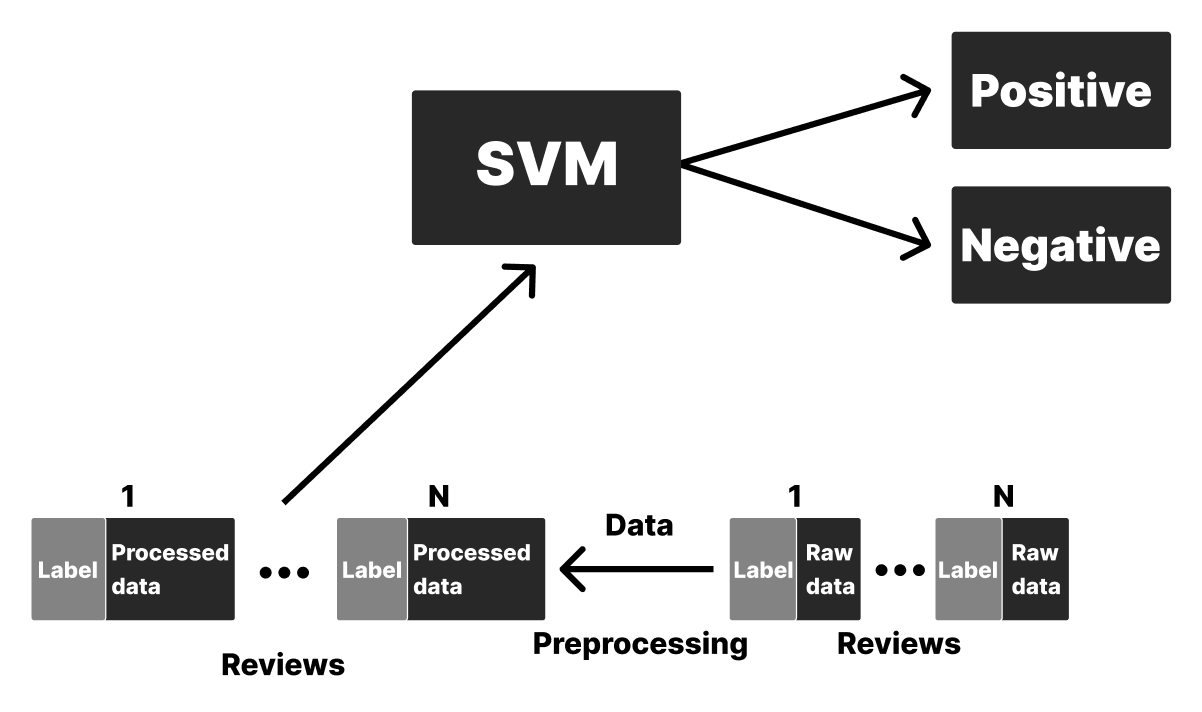 Positive
SVM
Negative
1
N
1
N
Data
Label
Processed
data
Label
Processed
data
Label
Raw
data
Label
Raw
data
Preprocessing
Reviews
Reviews